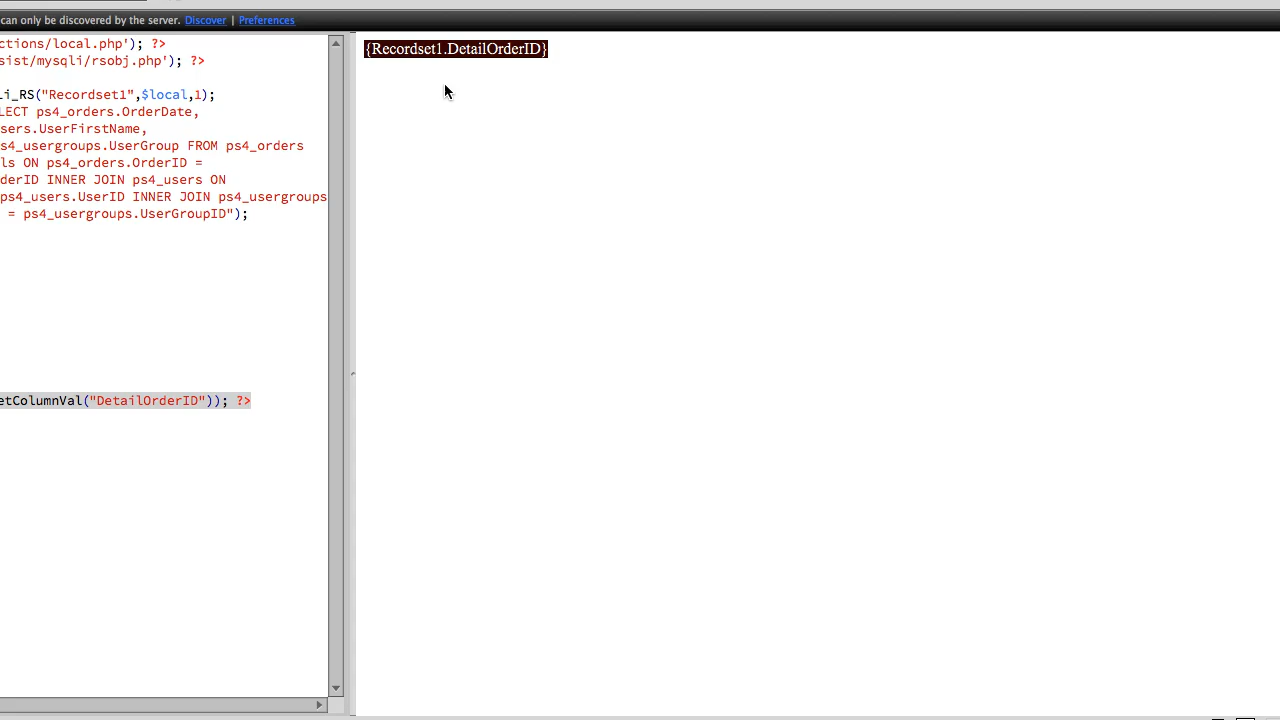 can only be discovered by the server. Discover | Preferences
ctions/local.php'); ?>
sist/mysqli/rsobj.php'); ?>
li_RS("Recordset1",$local,1);
LECT ps4_orders.OrderDate,
sers.UserFirstName,
s4_usergroups.UserGroup FROM ps4_orders
ls ON ps4_orders.OrderID =
derID INNER JOIN ps4_users ON
ps4_users.UserID INNER JOIN ps4_usergroups
= ps4_usergroups.UserGroupID");
etColumnVal("DetailOrderID")); ?>
{Recordset1.DetailOrderID}